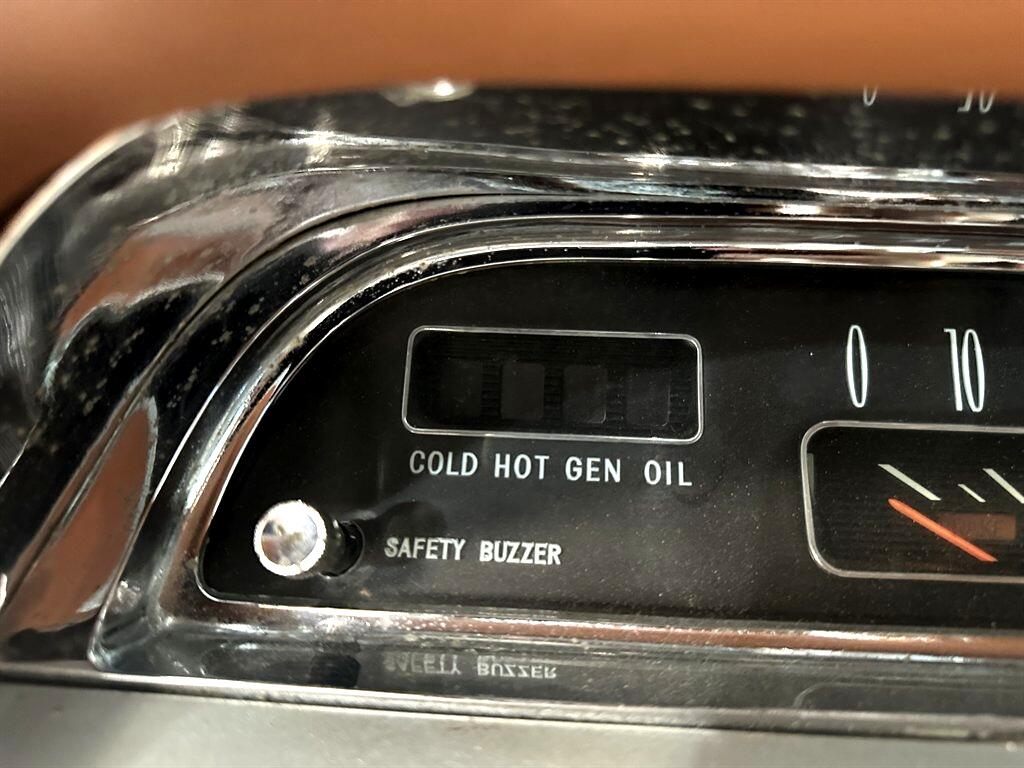 0 10
COLD HOT GEN OIL
SAFETY BUZZER